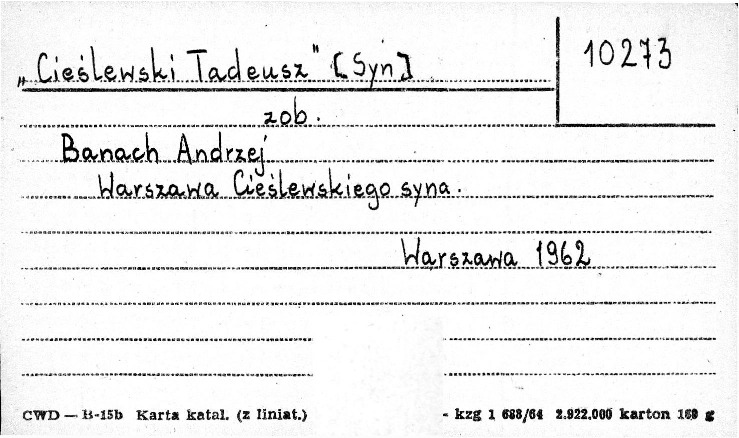 „Cieślewski Tadeusz” [Syn]
10273
zob.
Banach Andrzej
Warszawa Cieślewskiego syna.
Warszawa 1962
CWD — B-15b Karta katal. (z liniat.)
- kzg 1 688/64 2.922.000 karton 160 g